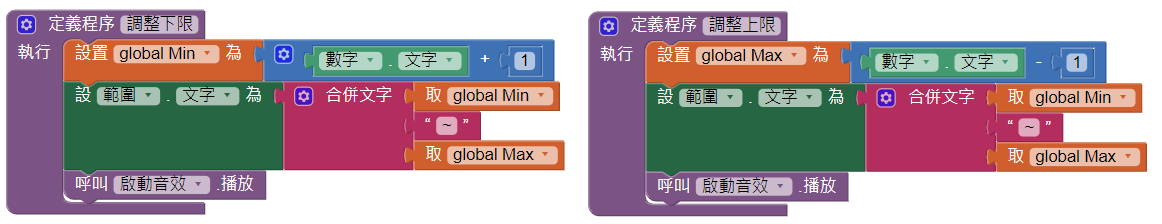 定義程序 調整下限
執行 設置 global Min 為 數字 . 文字 + 1
設 範圍 . 文字 為 合併文字 取 global Min
“ ~ ”
取 global Max
呼叫 啟動音效 .播放
定義程序 調整上限
執行 設置 global Max 為 數字 . 文字 - 1
設 範圍 . 文字 為 合併文字 取 global Min
“ ~ ”
取 global Max
呼叫 啟動音效 .播放